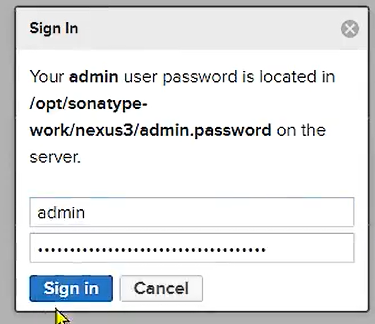 Sign In
Your admin user password is located in
/opt/sonatype-
work/nexus3/admin.password on the
server.
admin
••••••••••••••••••••••••••••••••••••
Sign in
Cancel